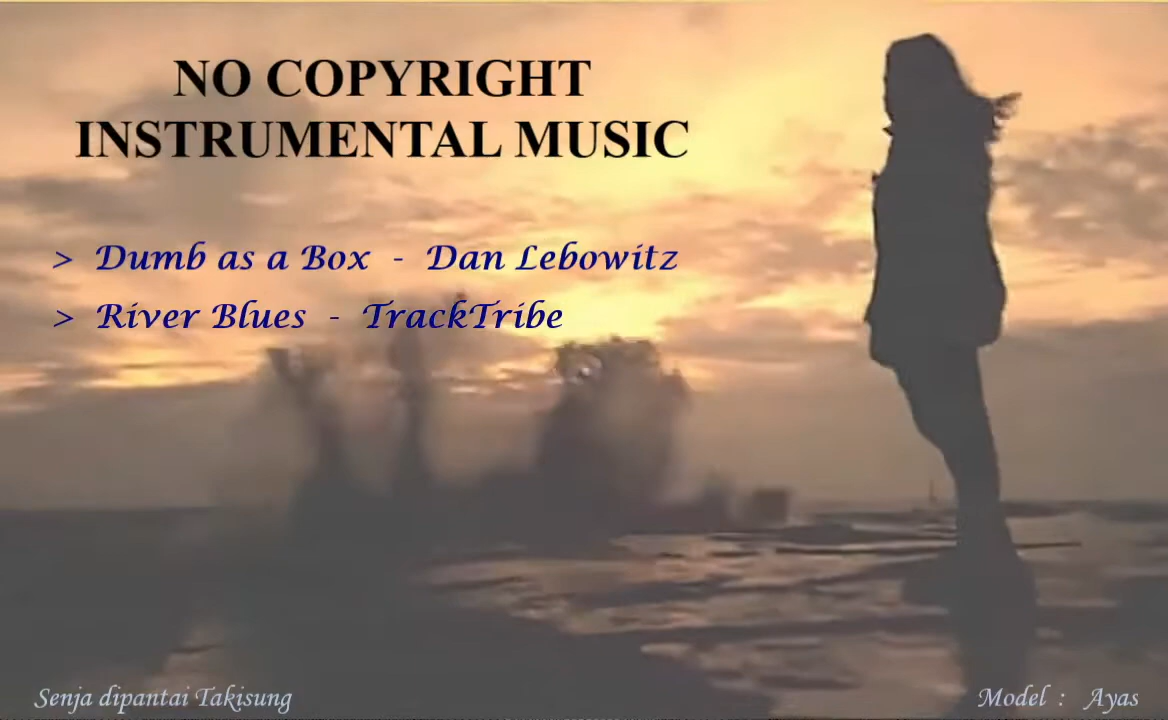 NO COPYRIGHT
INSTRUMENTAL MUSIC
> Dumb as a Box - Dan Lebowitz
> River Blues - TrackTribe
Senja dipantai Takisung
Model : Ayas